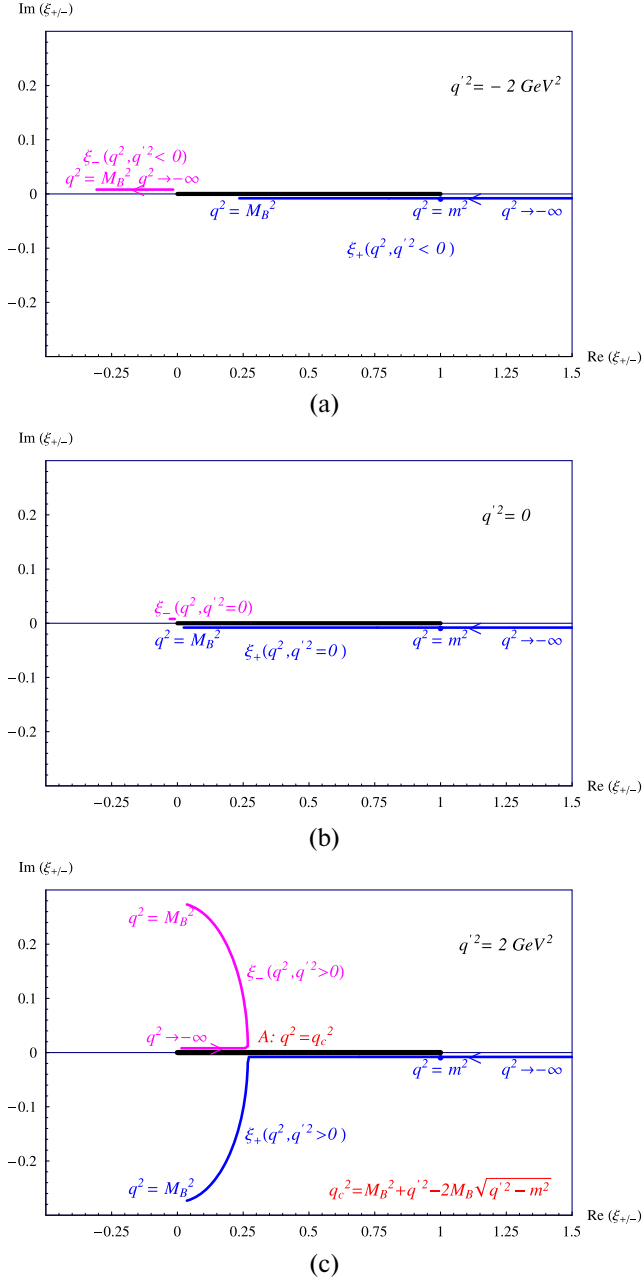 Im (ξ₊/₋)
q'² = − 2 GeV²
ξ₋(q², q'² < 0)
q² = M_B² q² → −∞
q² = M_B² q² = m² q² → −∞
ξ₊(q², q'² < 0)
0.2
0.1
0
−0.1
−0.2
Re (ξ₊/₋)
−0.25 0 0.25 0.5 0.75 1 1.25 1.5
(a)
Im (ξ₊/₋)
q'² = 0
ξ₋(q², q'² = 0)
q² = M_B² ξ₊(q², q'² = 0) q² = m² q² → −∞
0.2
0.1
0
−0.1
−0.2
Re (ξ₊/₋)
−0.25 0 0.25 0.5 0.75 1 1.25 1.5
(b)
Im (ξ₊/₋)
q² = M_B²
q'² = 2 GeV²
ξ₋(q², q'² > 0)
q² → −∞ A: q² = q_c²
q² = m² q² → −∞
ξ₊(q², q'² > 0)
q² = M_B²
q_c² = M_B² + q'² − 2M_B √(q'² − m²)
0.2
0.1
0
−0.1
−0.2
Re (ξ₊/₋)
−0.25 0 0.25 0.5 0.75 1 1.25 1.5
(c)